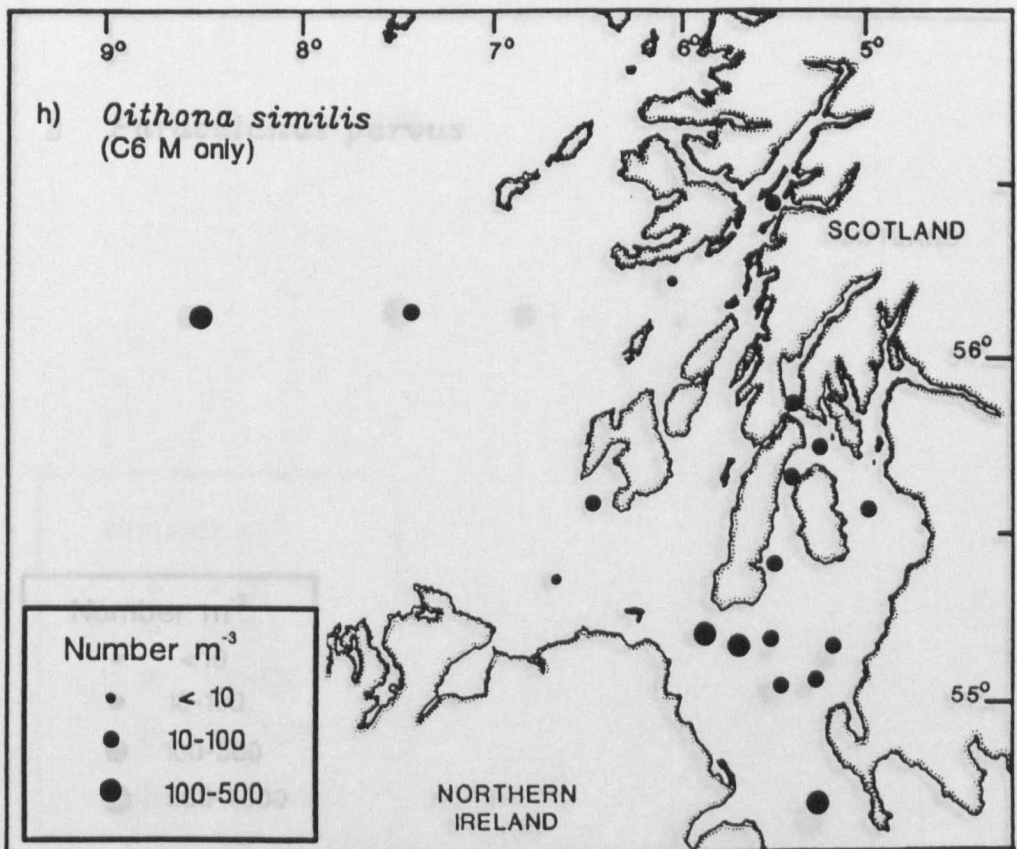 9° 8° 7° 6° 5°
h) Oithona similis
(C6 M only)
SCOTLAND
56°
Number m⁻³
< 10
10-100
100-500
55°
NORTHERN
IRELAND